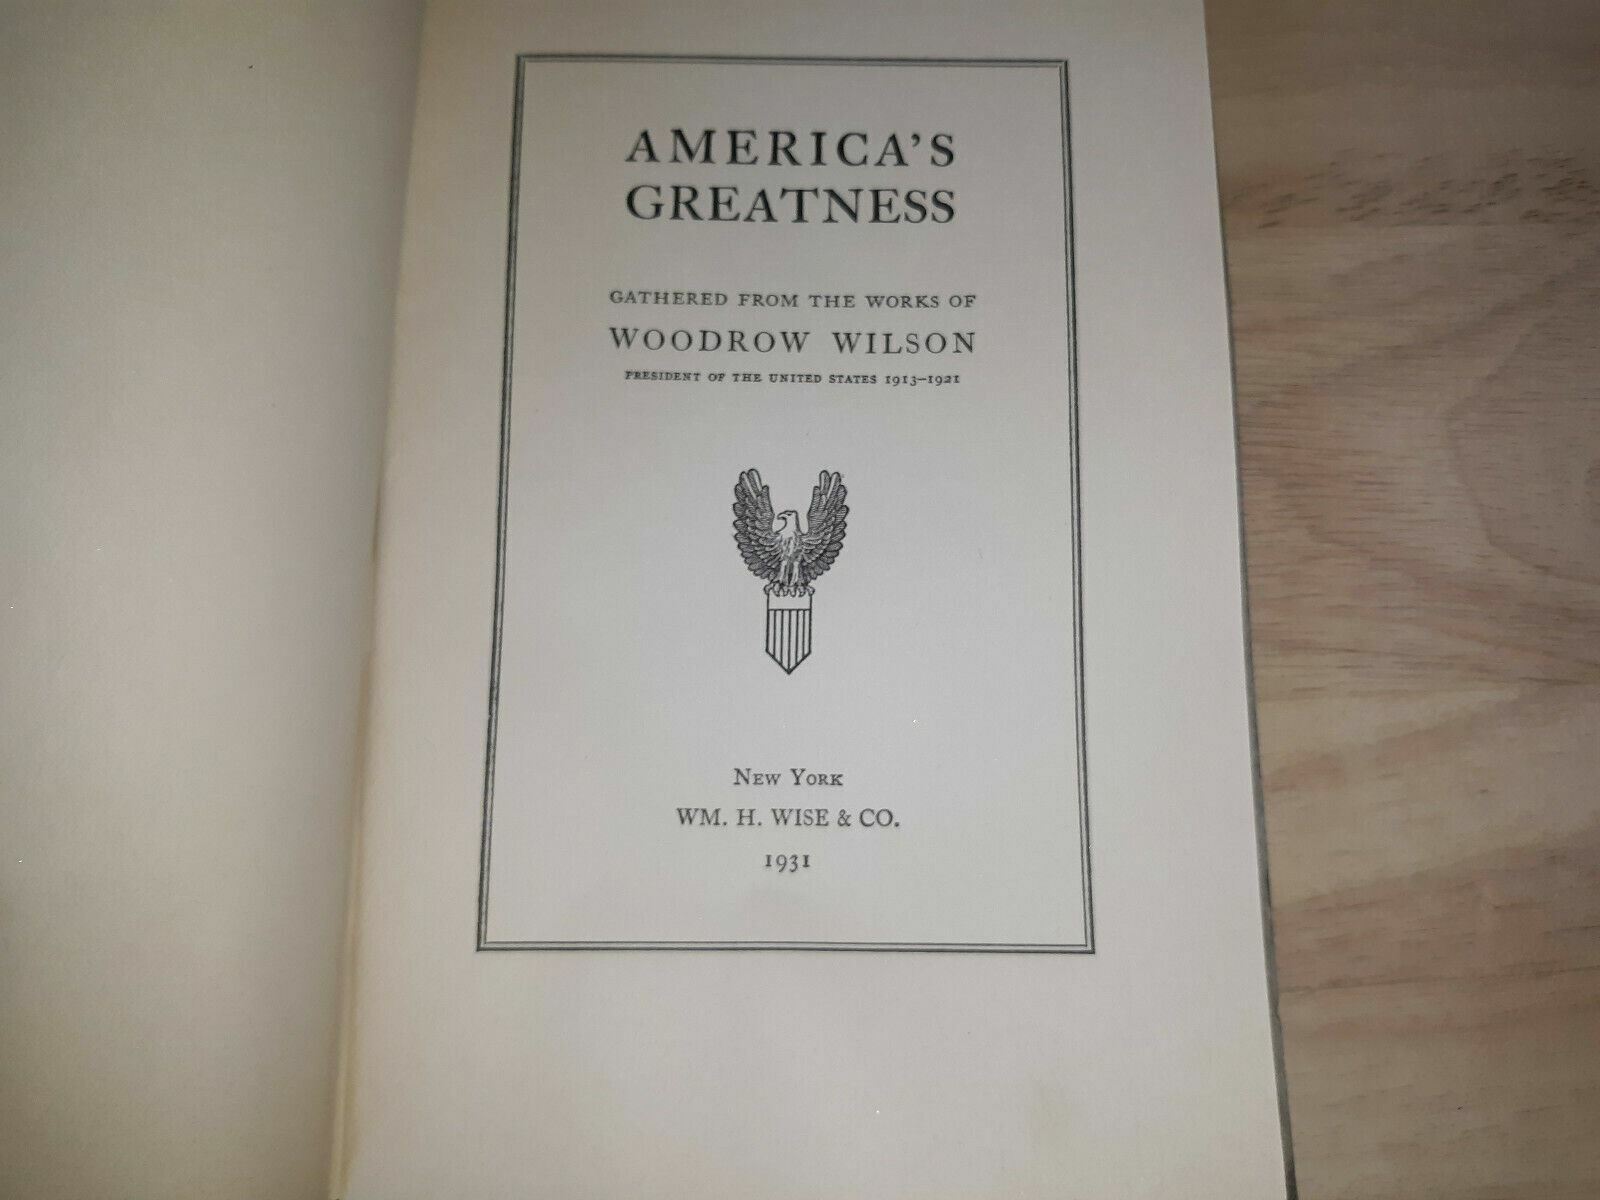 AMERICA'S
GREATNESS
GATHERED FROM THE WORKS OF
WOODROW WILSON
PRESIDENT OF THE UNITED STATES 1913–1921
NEW YORK
WM. H. WISE & CO.
1931